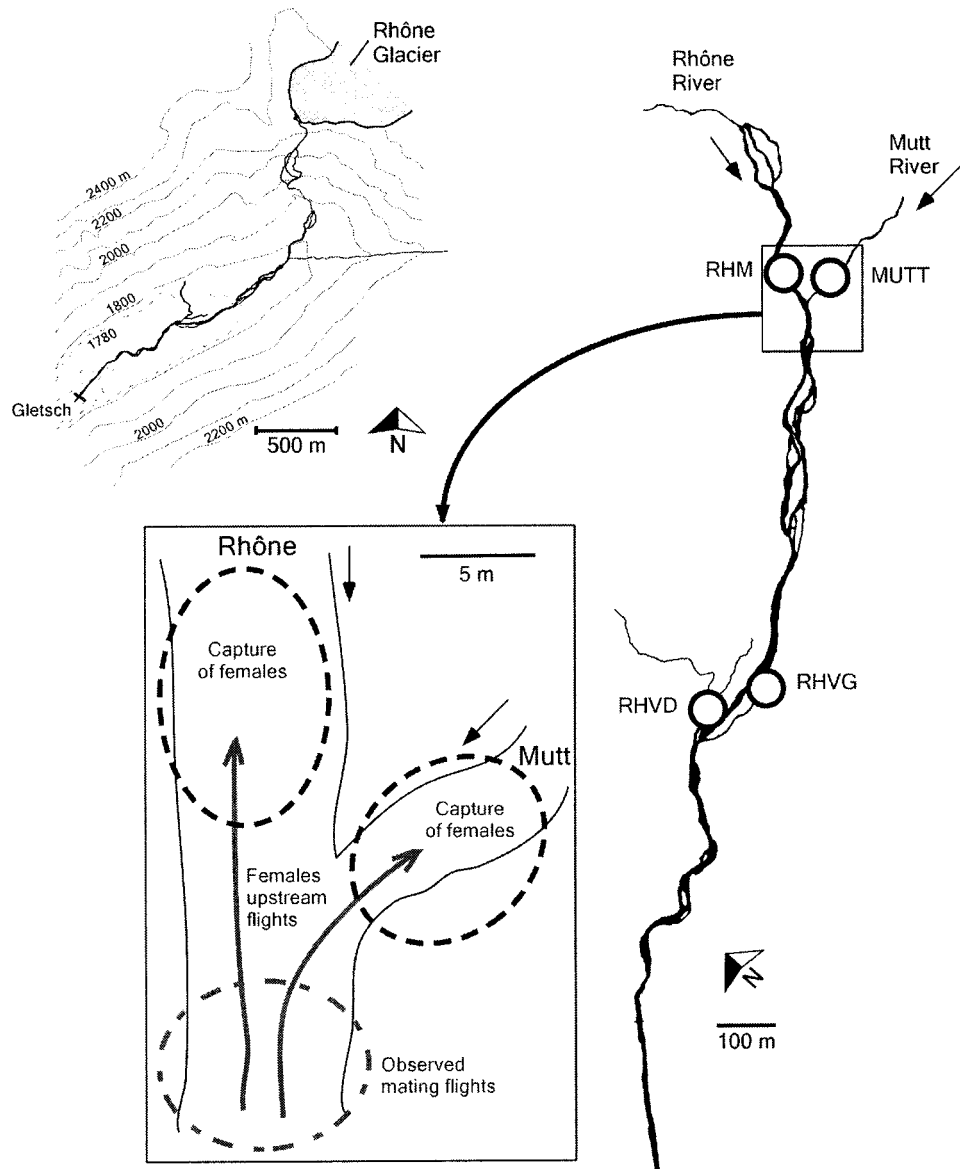 Rhône
Glacier
2400 m
2200
2000
1800
1780
Gletsch
2000
2200 m
500 m
N
Rhône
River
Mutt
River
RHM
MUTT
RHVG
RHVD
N
100 m
Rhône
5 m
Capture
of females
Mutt
Capture
of females
Females
upstream
flights
Observed
mating flights